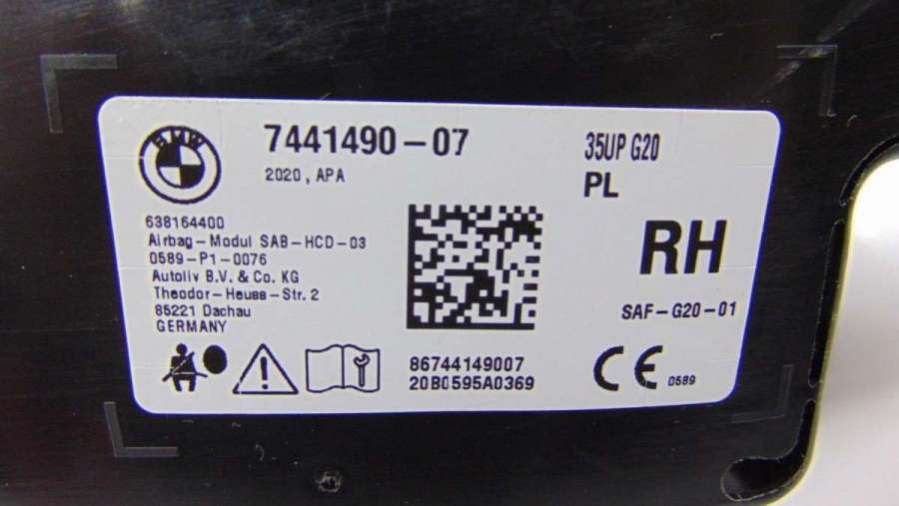 BMW
7441490-07
2020, APA
35UP G20
PL
638164400
Airbag-Modul SAB-HCD-03
0589-P1-0076
Autoliv B.V. & Co. KG
Theodor-Heuss-Str. 2
85221 Dachau
GERMANY
RH
SAF-G20-01
86744149007
20B0595A0369
CE 0589